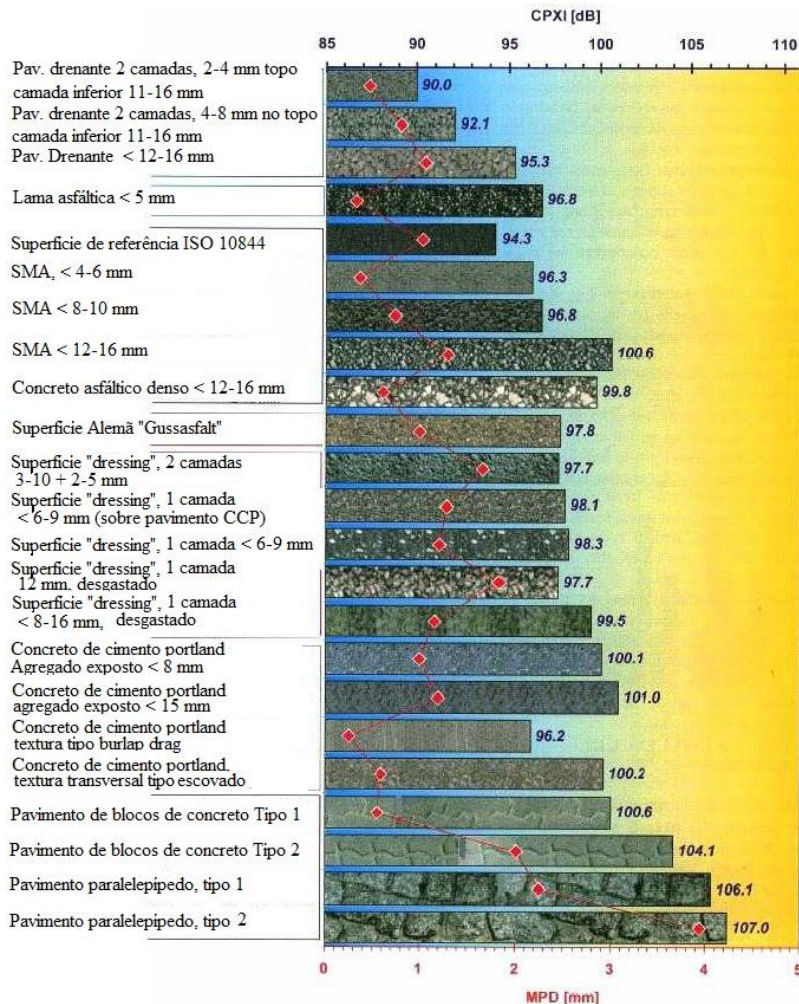 CPXI [dB]
85 90 95 100 105 110
Pav. drenante 2 camadas, 2-4 mm topo
camada inferior 11-16 mm
90.0
Pav. drenante 2 camadas, 4-8 mm no topo
camada inferior 11-16 mm
92.1
Pav. Drenante < 12-16 mm
95.3
Lama asfáltica < 5 mm
96.8
Superfície de referência ISO 10844
94.3
SMA, < 4-6 mm
96.3
SMA < 8-10 mm
96.8
SMA < 12-16 mm
100.6
Concreto asfáltico denso < 12-16 mm
99.8
Superfície Alemã "Gussasfalt"
97.8
Superfície "dressing", 2 camadas
3-10 + 2-5 mm
97.7
Superfície "dressing", 1 camada
< 6-9 mm (sobre pavimento CCP)
98.1
Superfície "dressing", 1 camada < 6-9 mm
98.3
Superfície "dressing", 1 camada
12 mm, desgastado
97.7
Superfície "dressing", 1 camada
< 8-16 mm, desgastado
99.5
Concreto de cimento portland
Agregado exposto < 8 mm
100.1
Concreto de cimento portland
agregado exposto < 15 mm
101.0
Concreto de cimento portland
textura tipo burlap drag
96.2
Concreto de cimento portland,
textura transversal tipo escovado
100.2
Pavimento de blocos de concreto Tipo 1
100.6
Pavimento de blocos de concreto Tipo 2
104.1
Pavimento paralelepipedo, tipo 1
106.1
Pavimento paralelepipedo, tipo 2
107.0
0 1 2 3 4 5
MPD [mm]